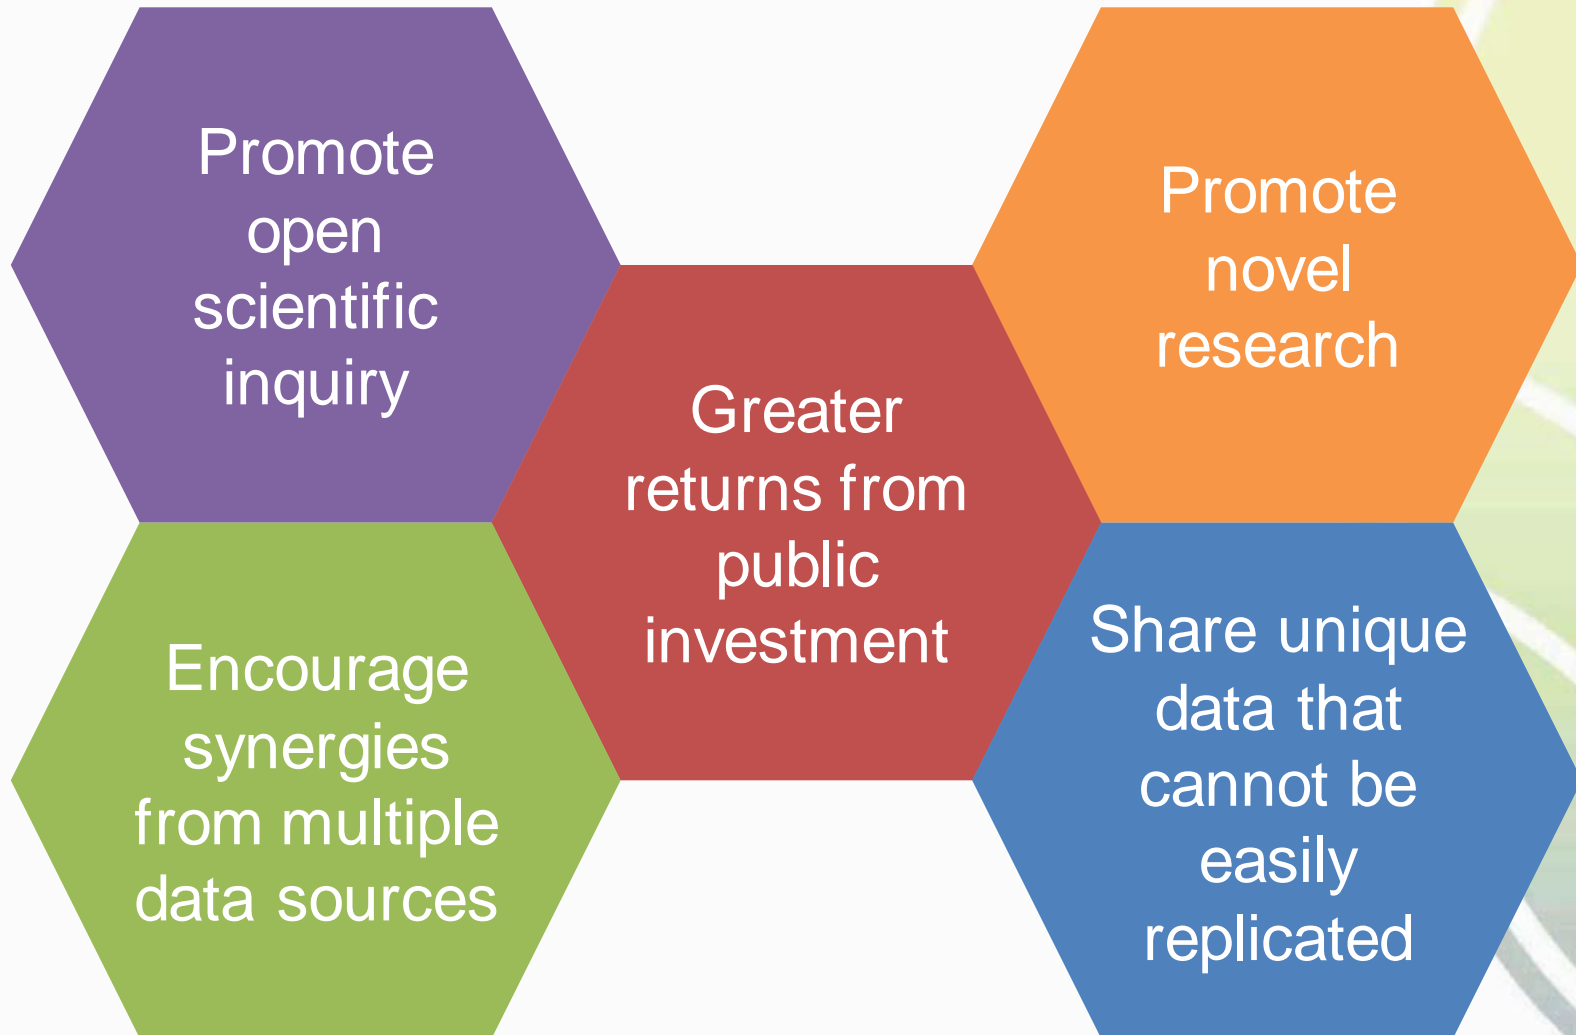 Promote
open
scientific
inquiry
Encourage
synergies
from multiple
data sources
Greater
returns from
public
investment
Promote
novel
research
Share unique
data that
cannot be
easily
replicated